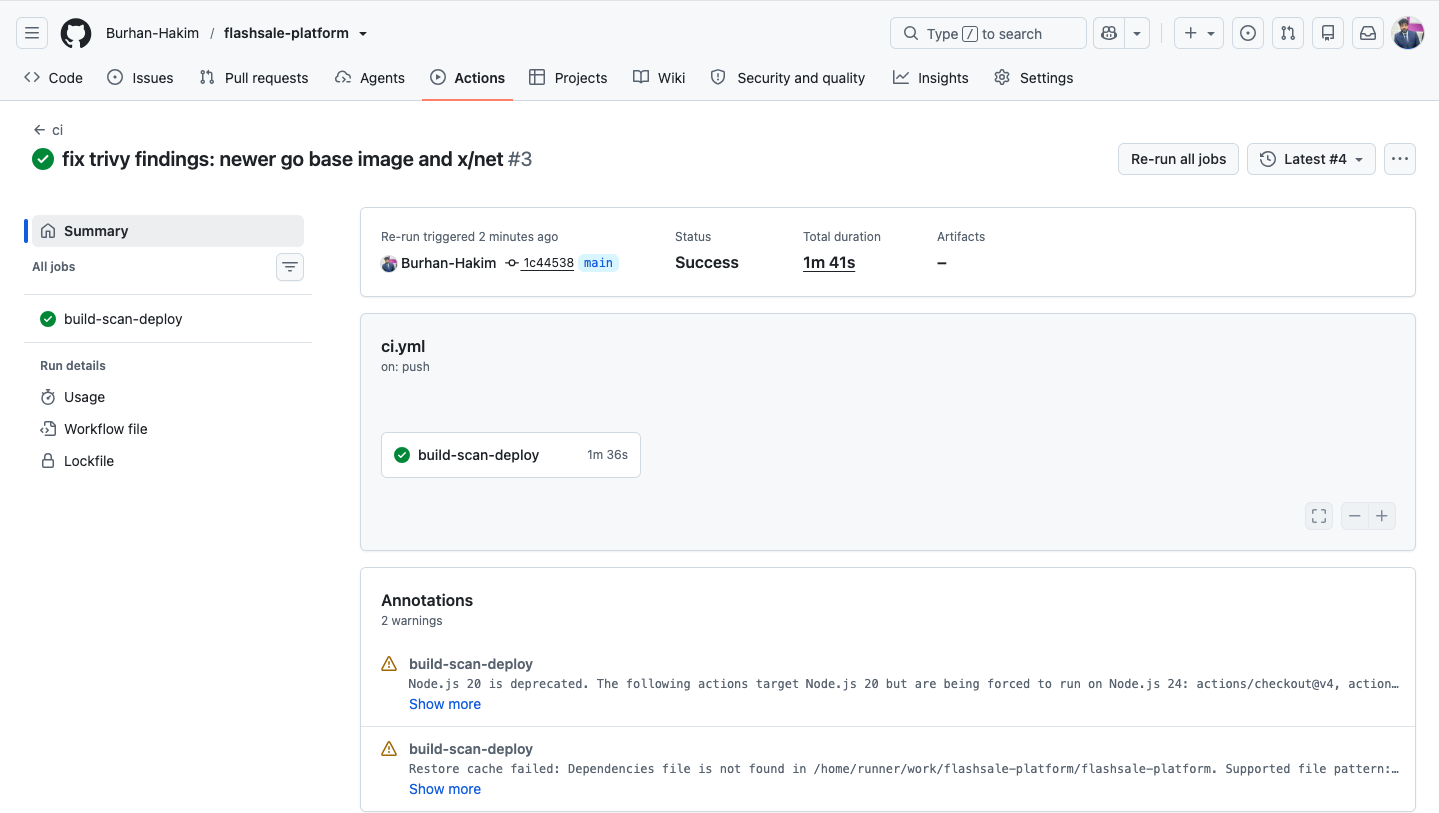 Burhan-Hakim / flashsale-platform
Type / to search
Code
Issues
Pull requests
Agents
Actions
Projects
Wiki
Security and quality
Insights
Settings
ci
fix trivy findings: newer go base image and x/net #3
Re-run all jobs
Latest #4
Summary
All jobs
build-scan-deploy
Run details
Usage
Workflow file
Lockfile
Re-run triggered 2 minutes ago
Burhan-Hakim 1c44538 main
Status
Success
Total duration
1m 41s
Artifacts
–
ci.yml
on: push
build-scan-deploy 1m 36s
Annotations
2 warnings
build-scan-deploy
Node.js 20 is deprecated. The following actions target Node.js 20 but are being forced to run on Node.js 24: actions/checkout@v4, action…
Show more
build-scan-deploy
Restore cache failed: Dependencies file is not found in /home/runner/work/flashsale-platform/flashsale-platform. Supported file pattern:…
Show more